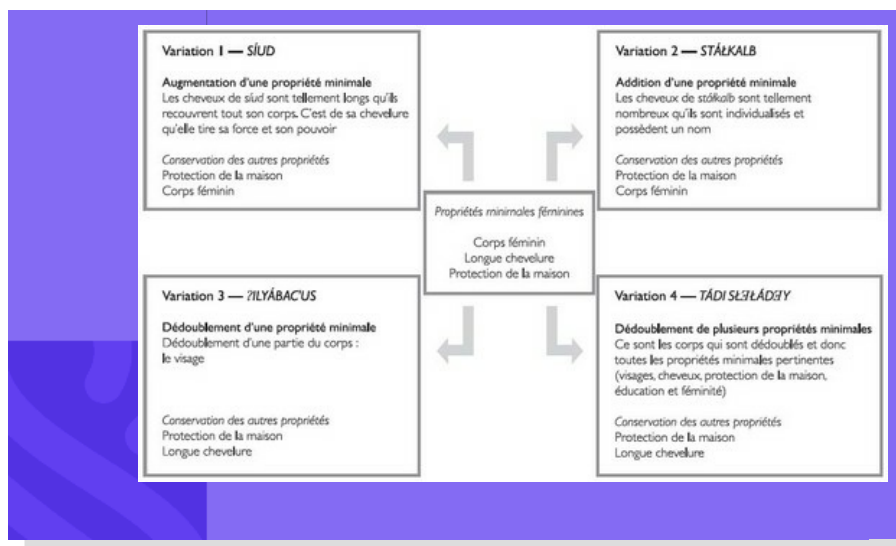 Variation 1 — SÍUD
Augmentation d'une propriété minimale
Les cheveux de síud sont tellement longs qu'ils
recouvrent tout son corps. C'est de sa chevelure
qu'elle tire sa force et son pouvoir
Conservation des autres propriétés
Protection de la maison
Corps féminin
Variation 2 — STÁŁKALB
Addition d'une propriété minimale
Les cheveux de stáłkalb sont tellement
nombreux qu'ils sont individualisés et
possèdent un nom
Conservation des autres propriétés
Protection de la maison
Corps féminin
Propriétés minimales féminines
Corps féminin
Longue chevelure
Protection de la maison
Variation 3 — ʔILYÁBAC'US
Dédoublement d'une propriété minimale
Dédoublement d'une partie du corps :
le visage
Conservation des autres propriétés
Protection de la maison
Longue chevelure
Variation 4 — TÁDI SŁƎŁÁDƎY
Dédoublement de plusieurs propriétés minimales
Ce sont les corps qui sont dédoublés et donc
toutes les propriétés minimales pertinentes
(visages, cheveux, protection de la maison,
éducation et féminité)
Conservation des autres propriétés
Protection de la maison
Longue chevelure